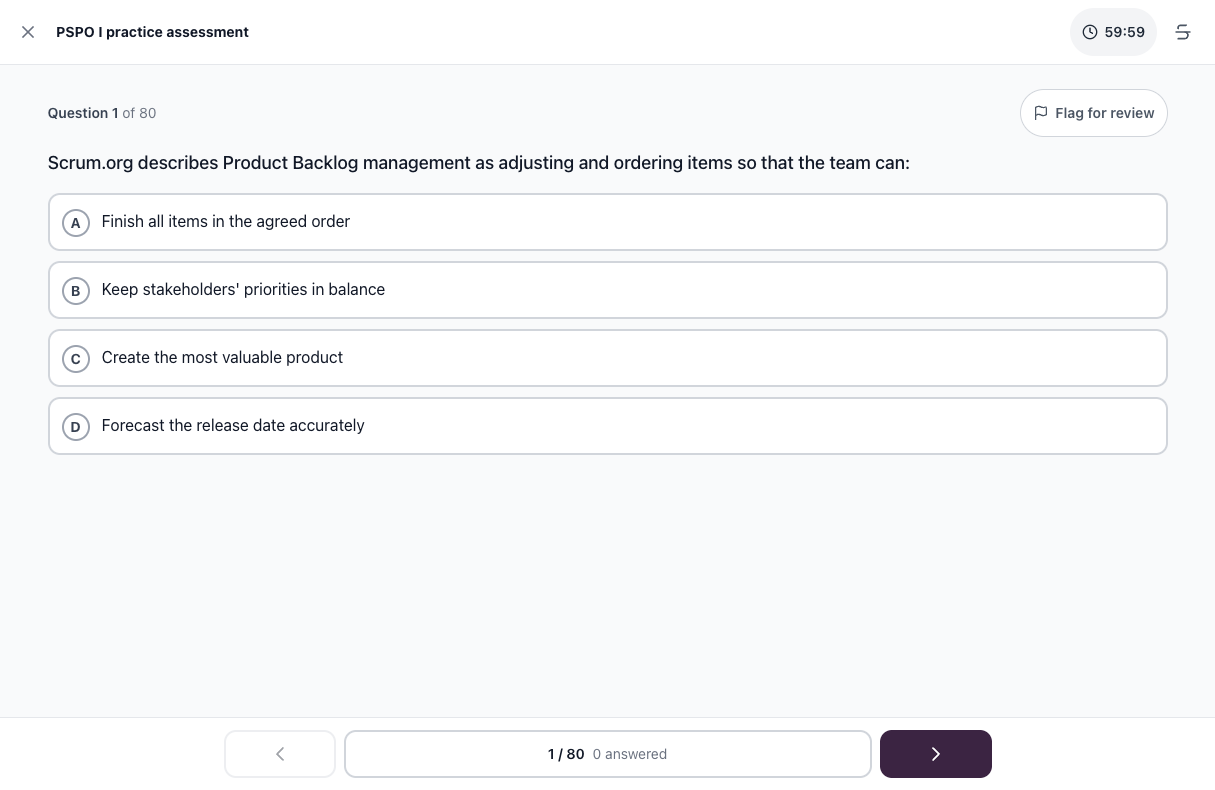 PSPO I practice assessment
59:59
Question 1 of 80
Flag for review
Scrum.org describes Product Backlog management as adjusting and ordering items so that the team can:
A Finish all items in the agreed order
B Keep stakeholders' priorities in balance
C Create the most valuable product
D Forecast the release date accurately
1 / 80 0 answered